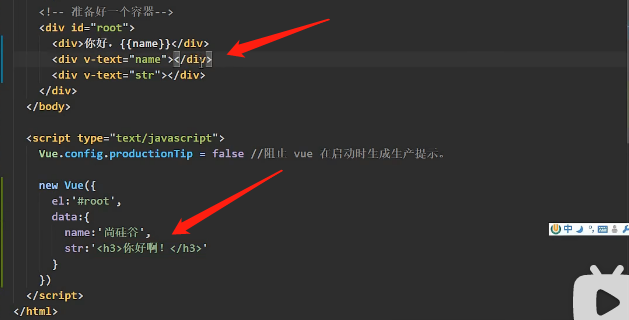 <!-- 准备好一个容器-->
<div id="root">
<div>你好，{{name}}</div>
<div v-text="name"></div>
<div v-text="str"></div>
</div>
</body>
<script type="text/javascript">
Vue.config.productionTip = false //阻止 vue 在启动时生成生产提示。
new Vue({
el:'#root',
data:{
name:'尚硅谷',
str:'<h3>你好啊！</h3>'
}
})
</script>
</html>
中